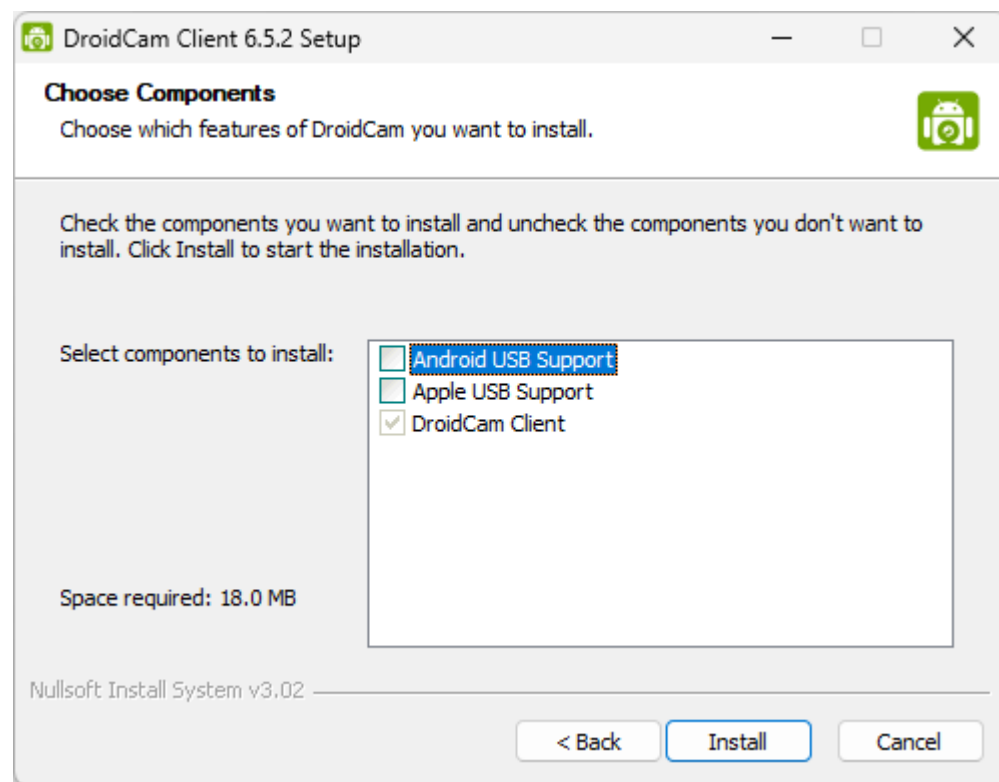 DroidCam Client 6.5.2 Setup
Choose Components
Choose which features of DroidCam you want to install.
Check the components you want to install and uncheck the components you don't want to
install. Click Install to start the installation.
Select components to install:
Android USB Support
Apple USB Support
DroidCam Client
Space required: 18.0 MB
Nullsoft Install System v3.02
< Back
Install
Cancel